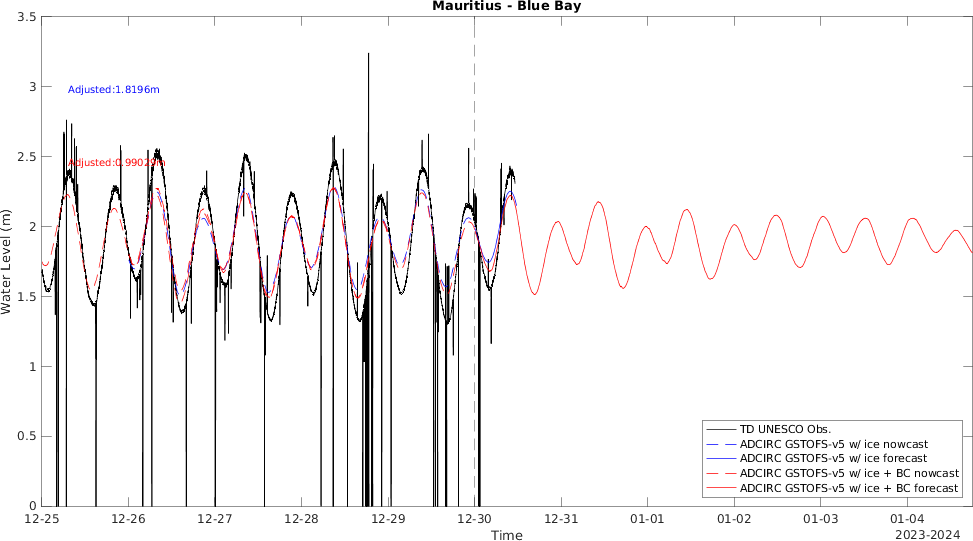 Mauritius - Blue Bay
Water Level (m)
3.5
3
2.5
2
1.5
1
0.5
0
Adjusted:1.8196m
Adjusted:0.99029m
TD UNESCO Obs.
ADCIRC GSTOFS-v5 w/ ice nowcast
ADCIRC GSTOFS-v5 w/ ice forecast
ADCIRC GSTOFS-v5 w/ ice + BC nowcast
ADCIRC GSTOFS-v5 w/ ice + BC forecast
12-25 12-26 12-27 12-28 12-29 12-30 12-31 01-01 01-02 01-03 01-04
Time
2023-2024